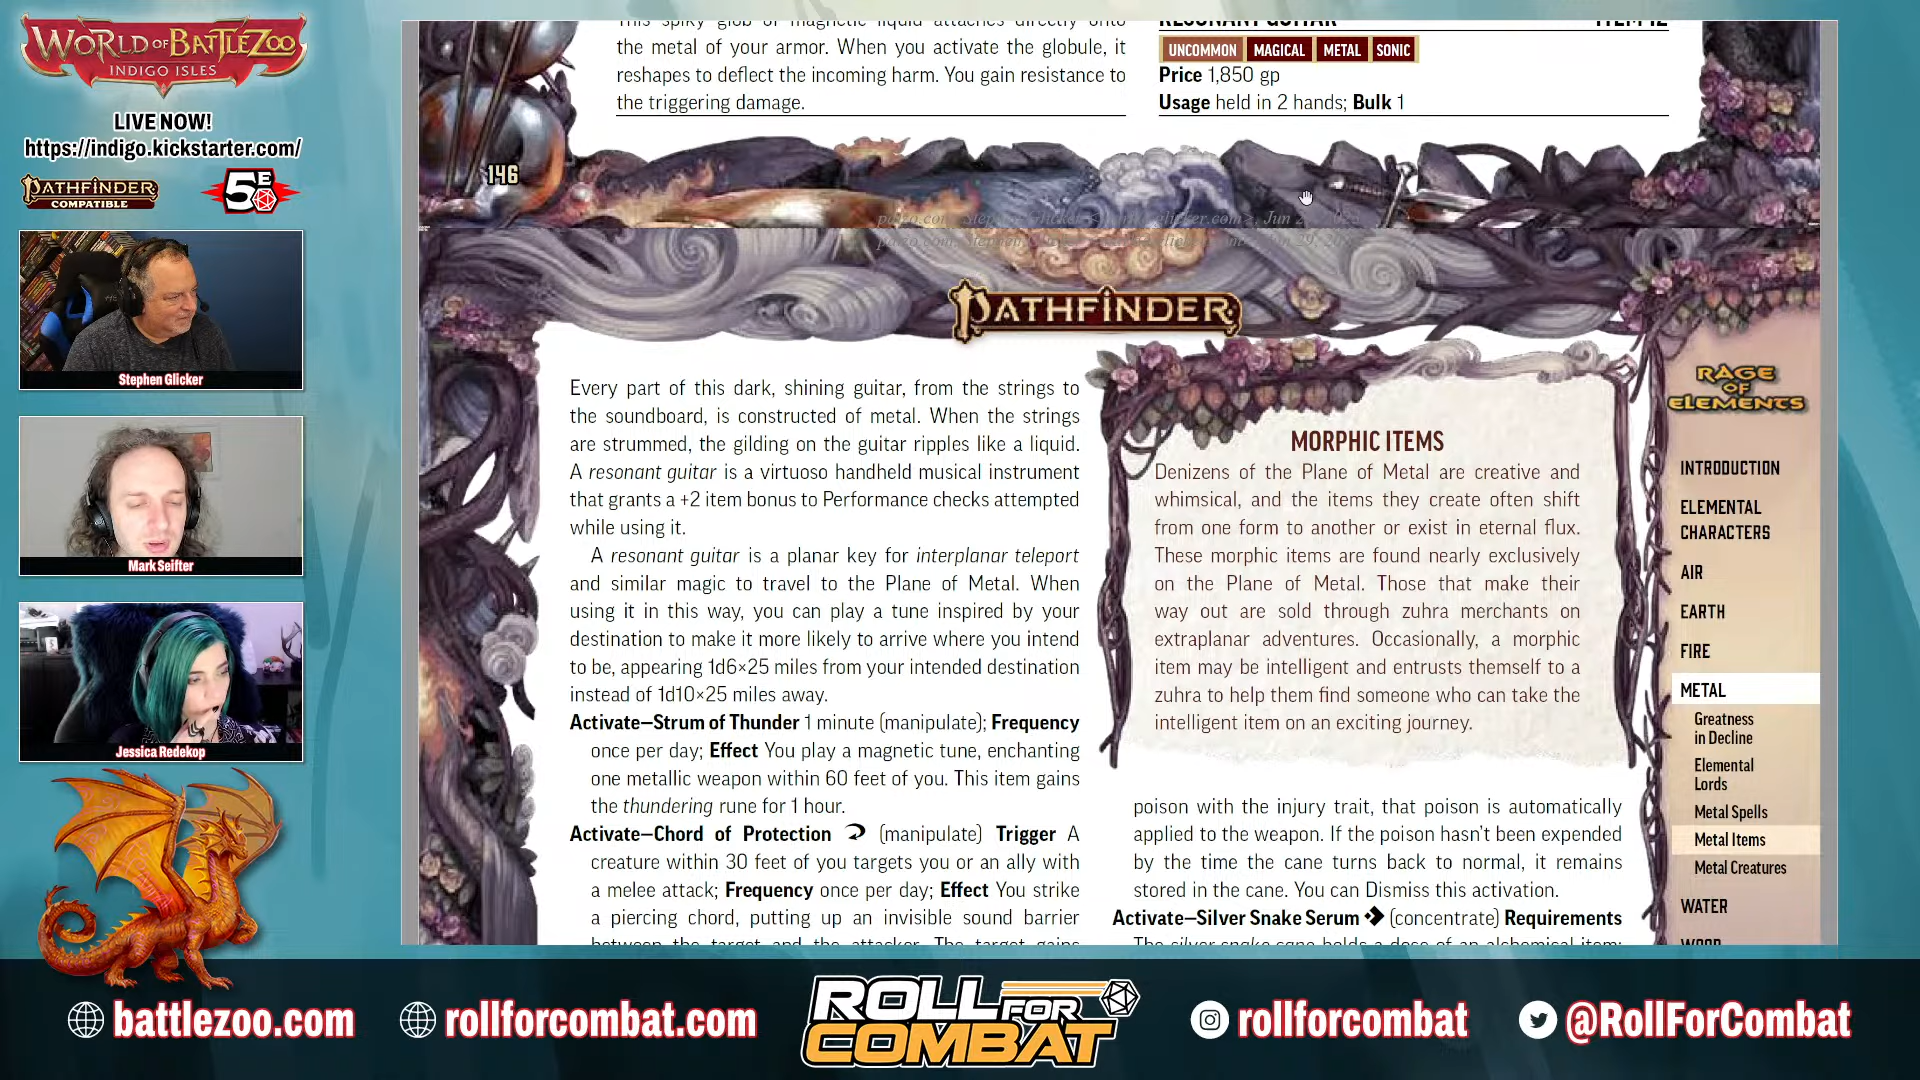 WORLD OF BATTLEZOO
INDIGO ISLES
LIVE NOW!
https://indigo.kickstarter.com/
PATHFINDER
COMPATIBLE
5E
Stephen Glicker
Mark Seifter
Jessica Redekop
This spiky glob of magnetic liquid attaches directly onto
the metal of your armor. When you activate the globule, it
reshapes to deflect the incoming harm. You gain resistance to
the triggering damage.
RESONANT GUITAR ITEM 12
UNCOMMON MAGICAL METAL SONIC
Price 1,850 gp
Usage held in 2 hands; Bulk 1
146
PATHFINDER
Every part of this dark, shining guitar, from the strings to
the soundboard, is constructed of metal. When the strings
are strummed, the gilding on the guitar ripples like a liquid.
A resonant guitar is a virtuoso handheld musical instrument
that grants a +2 item bonus to Performance checks attempted
while using it.
A resonant guitar is a planar key for interplanar teleport
and similar magic to travel to the Plane of Metal. When
using it in this way, you can play a tune inspired by your
destination to make it more likely to arrive where you intend
to be, appearing 1d6×25 miles from your intended destination
instead of 1d10×25 miles away.
Activate—Strum of Thunder 1 minute (manipulate); Frequency
once per day; Effect You play a magnetic tune, enchanting
one metallic weapon within 60 feet of you. This item gains
the thundering rune for 1 hour.
Activate—Chord of Protection (manipulate) Trigger A
creature within 30 feet of you targets you or an ally with
a melee attack; Frequency once per day; Effect You strike
a piercing chord, putting up an invisible sound barrier
between the target and the attacker. The target gains
MORPHIC ITEMS
Denizens of the Plane of Metal are creative and
whimsical, and the items they create often shift
from one form to another or exist in eternal flux.
These morphic items are found nearly exclusively
on the Plane of Metal. Those that make their
way out are sold through zuhra merchants on
extraplanar adventures. Occasionally, a morphic
item may be intelligent and entrusts themself to a
zuhra to help them find someone who can take the
intelligent item on an exciting journey.
poison with the injury trait, that poison is automatically
applied to the weapon. If the poison hasn't been expended
by the time the cane turns back to normal, it remains
stored in the cane. You can Dismiss this activation.
Activate—Silver Snake Serum (concentrate) Requirements
The silver snake cane holds a dose of an alchemical item;
RAGE
OF
ELEMENTS
INTRODUCTION
ELEMENTAL
CHARACTERS
AIR
EARTH
FIRE
METAL
Greatness
in Decline
Elemental
Lords
Metal Spells
Metal Items
Metal Creatures
WATER
WOOD
battlezoo.com
rollforcombat.com
ROLL FOR
COMBAT
rollforcombat
@RollForCombat